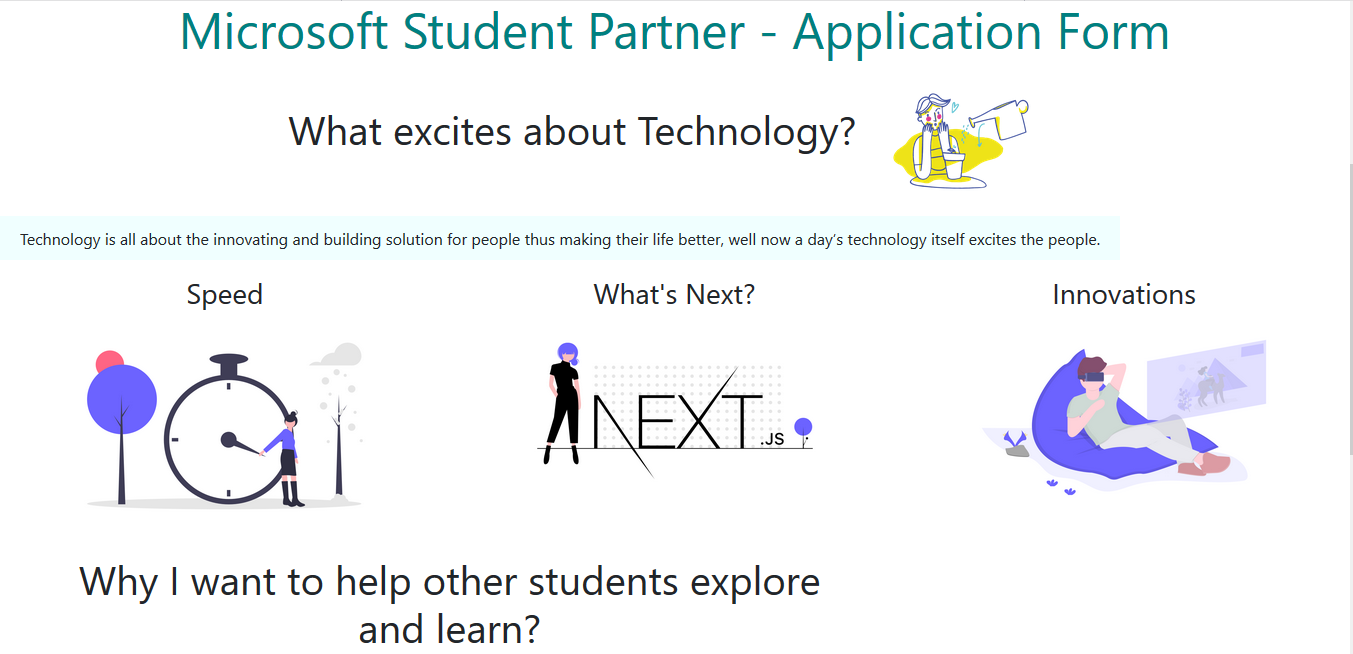 Microsoft Student Partner - Application Form
What excites about Technology?
Technology is all about the innovating and building solution for people thus making their life better, well now a day’s technology itself excites the people.
Speed
What's Next?
Innovations
NEXT.JS
Why I want to help other students explore
and learn?